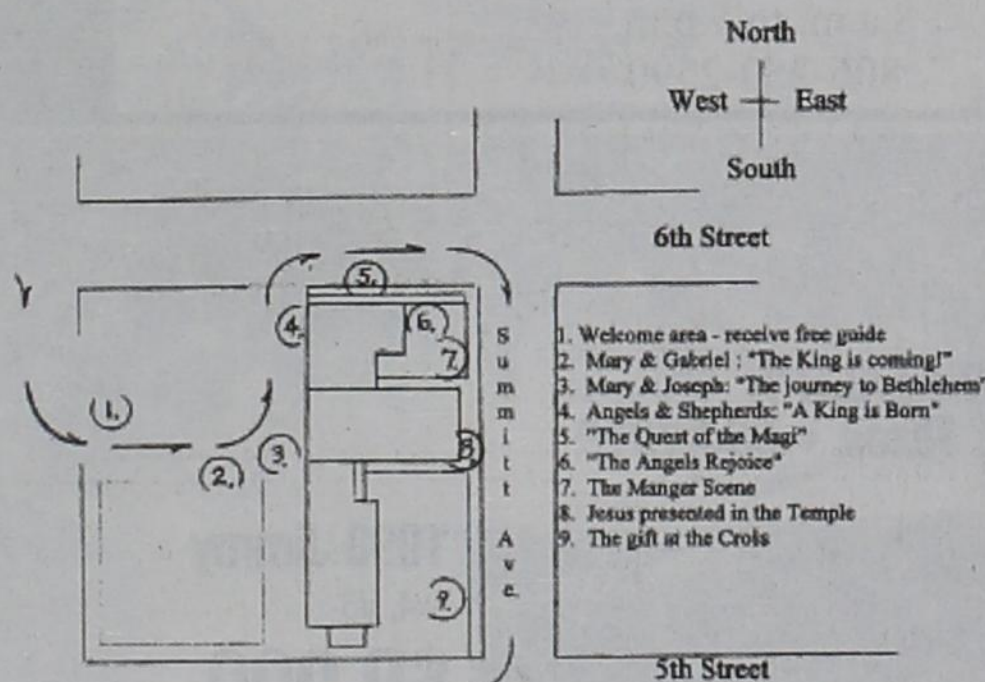 North
West East
South
6th Street
(1.)
(2.)
(3.)
(4.)
(5.)
(6.)
(7.)
(8.)
(9.)
Summitt Ave.
1. Welcome area - receive free guide
2. Mary & Gabriel : "The King is coming!"
3. Mary & Joseph: "The journey to Bethlehem"
4. Angels & Shepherds: "A King is Born"
5. "The Quest of the Magi"
6. "The Angels Rejoice"
7. The Manger Scene
8. Jesus presented in the Temple
9. The gift at the Cross
5th Street